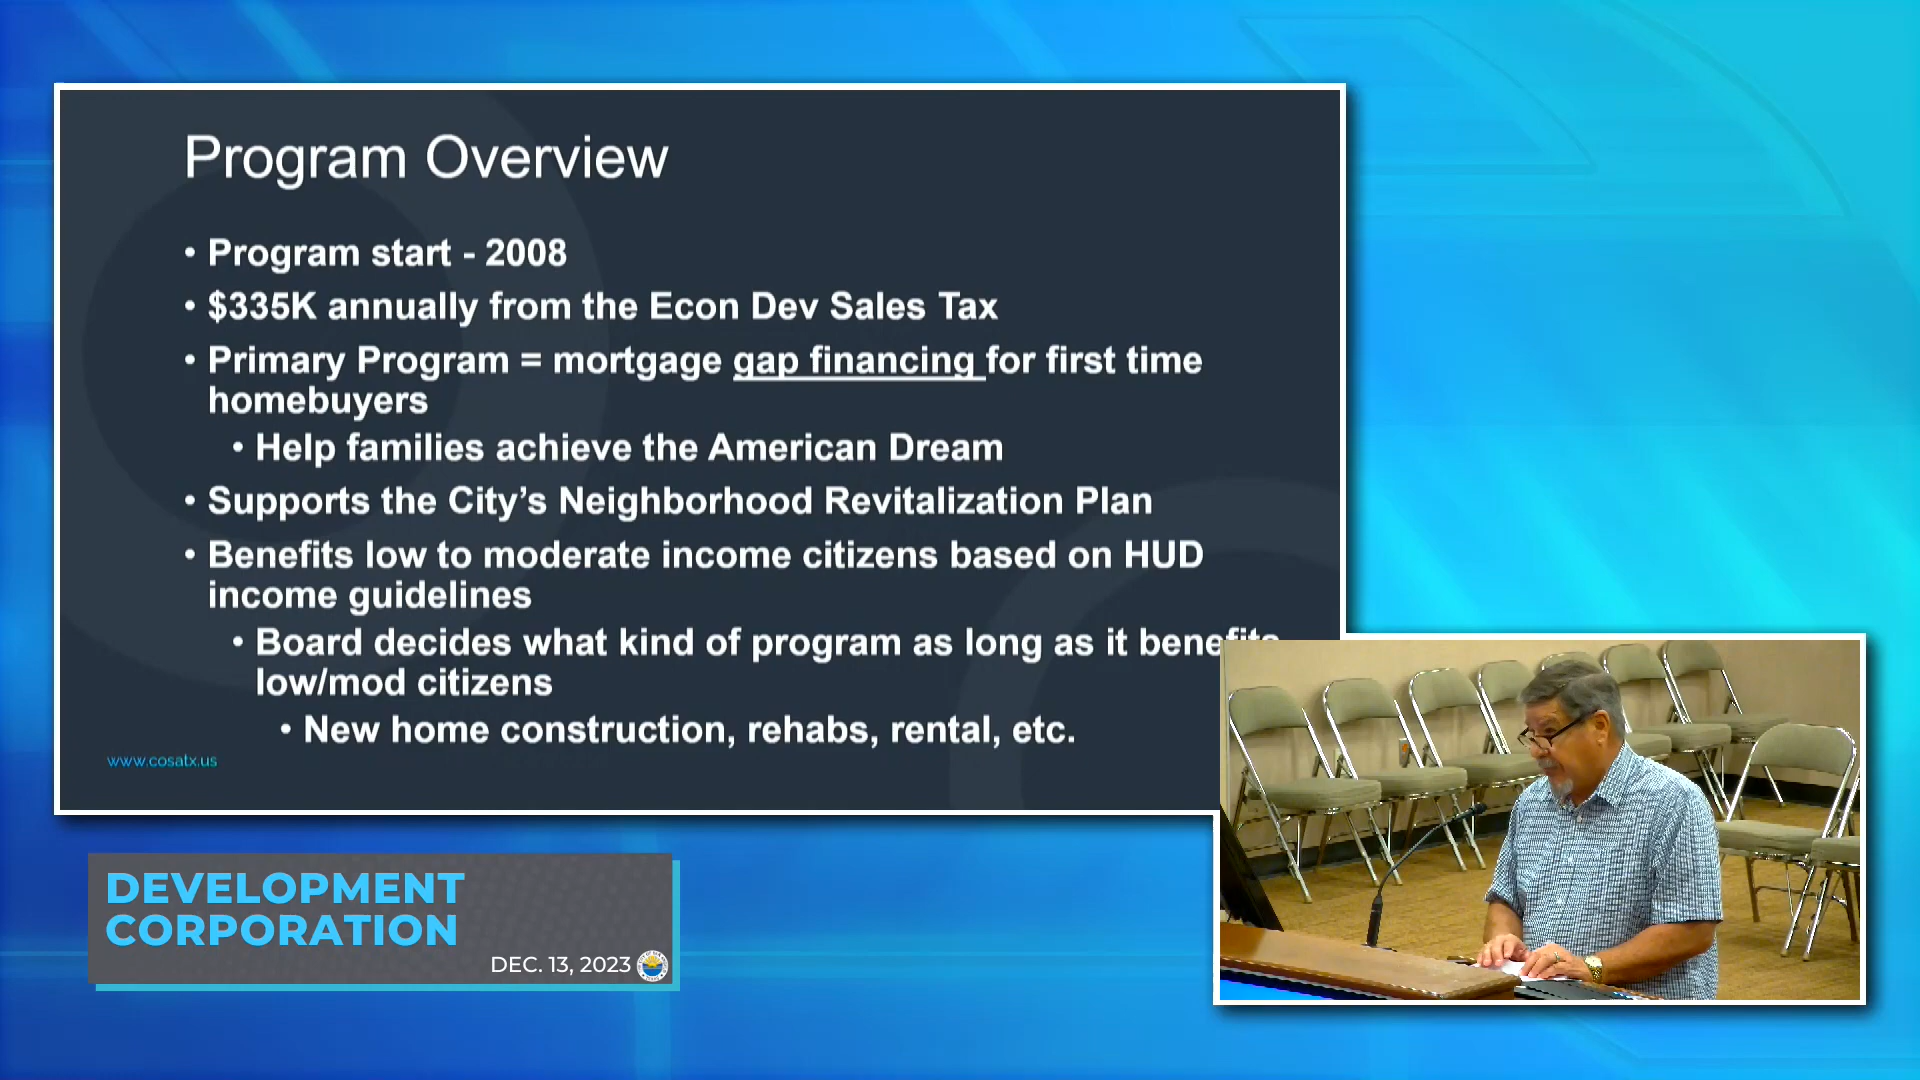 Program Overview
• Program start - 2008
• $335K annually from the Econ Dev Sales Tax
• Primary Program = mortgage gap financing for first time
homebuyers
• Help families achieve the American Dream
• Supports the City's Neighborhood Revitalization Plan
• Benefits low to moderate income citizens based on HUD
income guidelines
• Board decides what kind of program as long as it benefits
low/mod citizens
• New home construction, rehabs, rental, etc.
www.cosatx.us
DEVELOPMENT
CORPORATION
DEC. 13, 2023